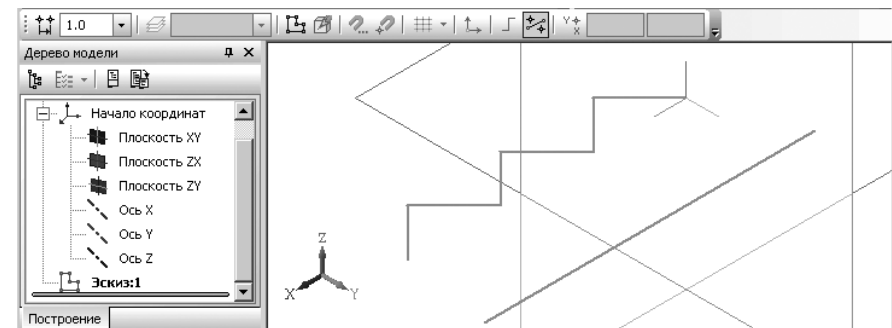 1.0
Y
X
Дерево модели
Начало координат
Плоскость XY
Плоскость ZX
Плоскость ZY
Ось X
Ось Y
Ось Z
Эскиз:1
Построение
Z
X
Y